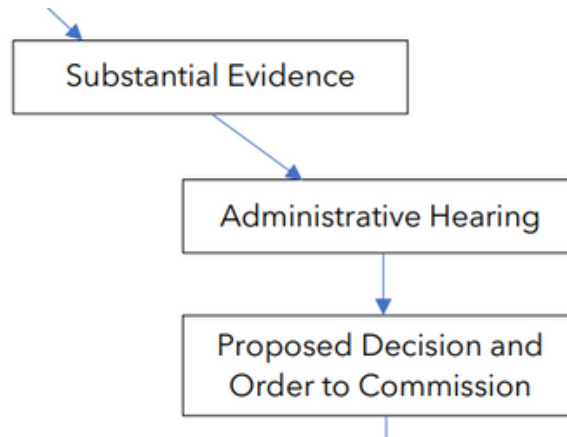 Substantial Evidence
Administrative Hearing
Proposed Decision and
Order to Commission